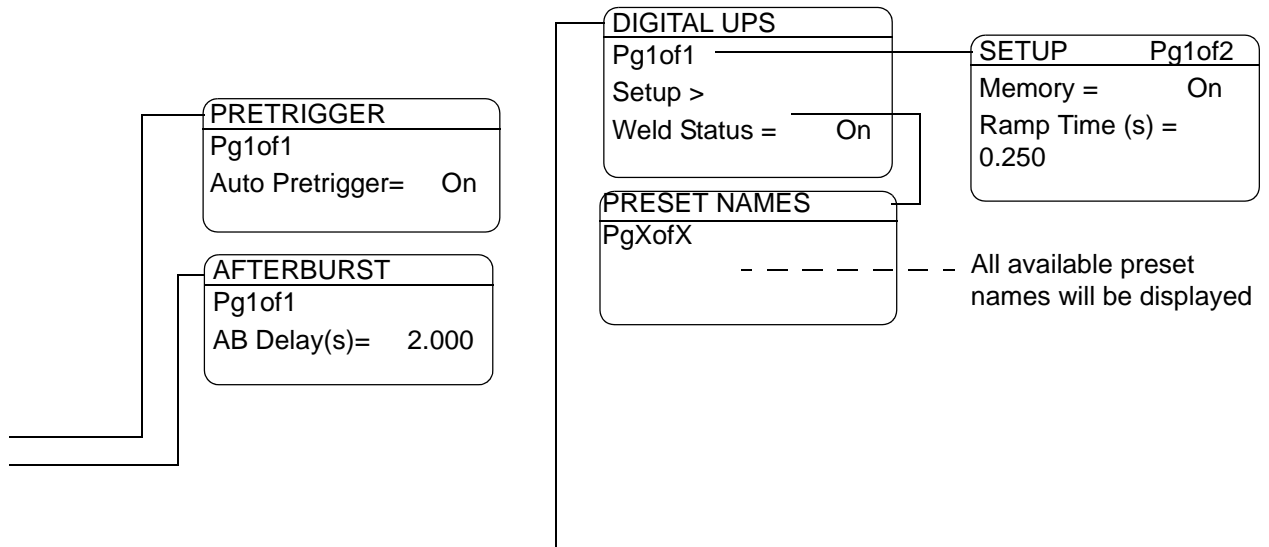 PRETRIGGER
Pg1of1
Auto Pretrigger= On
AFTERBURST
Pg1of1
AB Delay(s)= 2.000
DIGITAL UPS
Pg1of1
Setup >
Weld Status = On
PRESET NAMES
PgXofX
SETUP Pg1of2
Memory = On
Ramp Time (s) =
0.250
All available preset
names will be displayed